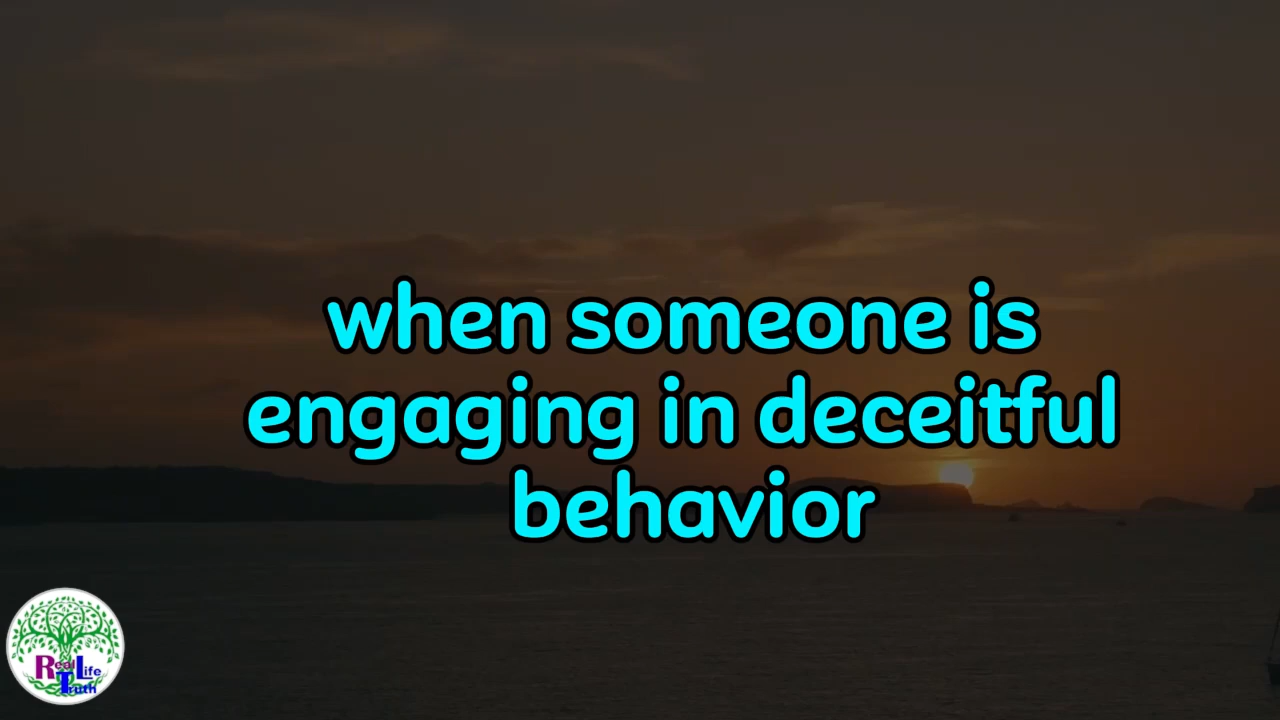 when someone is
engaging in deceitful
behavior
Real Life
Truth